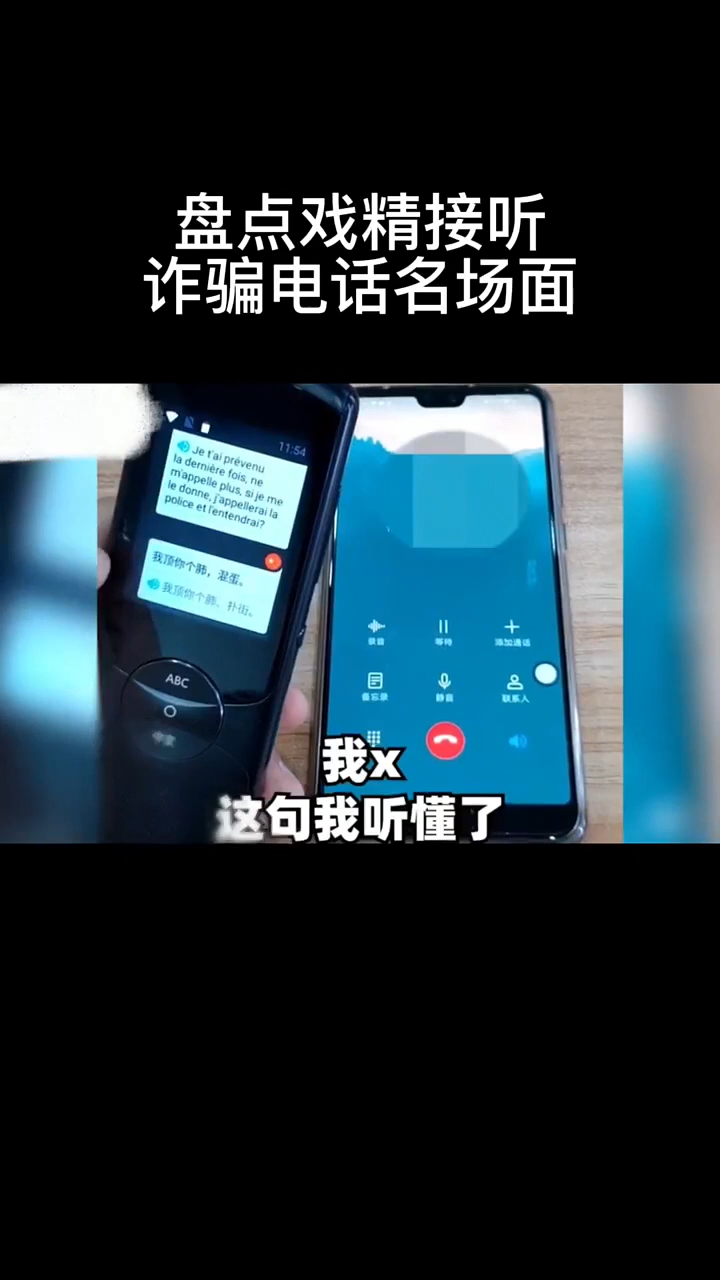 盘点戏精接听
诈骗电话名场面
11:54
Je t'ai prévenu
la dernière fois, ne
m'appelle plus, si je me
le donne, j'appellerai la
police et l'entendrai?
我顶你个肺，混蛋。
我顶你个肺、扑街。
ABC
录音
等待
添加通话
备忘录
静音
联系人
我x
这句我听懂了